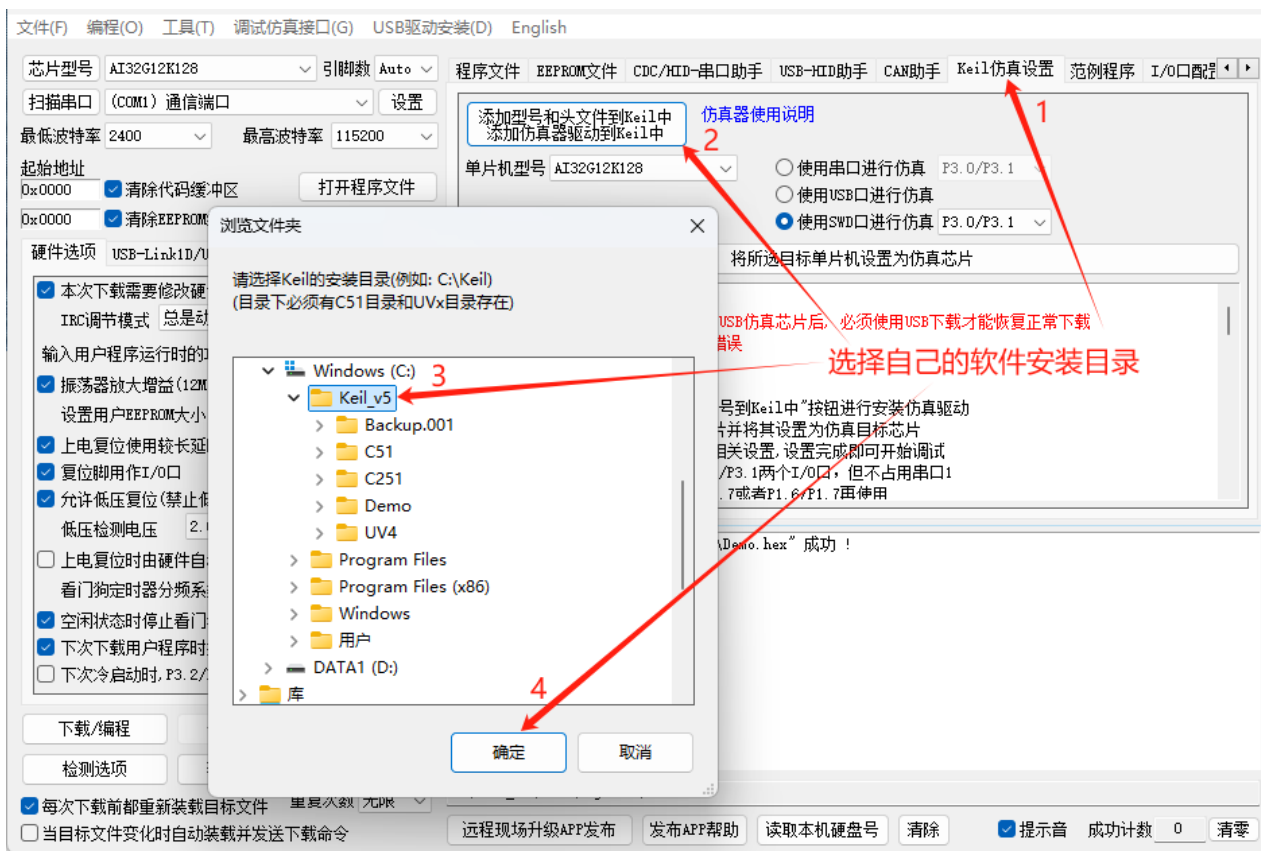 文件(F) 编程(O) 工具(T) 调试仿真接口(G) USB驱动安装(D) English
芯片型号 AI32G12K128 引脚数 Auto
扫描串口 (COM1) 通信端口 设置
最低波特率 2400 最高波特率 115200
起始地址
0x0000 清除代码缓冲区 打开程序文件
0x0000 清除EEPROM
硬件选项 USB-Link1D/U
本次下载需要修改硬
IRC调节模式 总是动
输入用户程序运行时的I
振荡器放大增益(12M
设置用户EEPROM大小
上电复位使用较长延
复位脚用作I/O口
允许低压复位(禁止低
低压检测电压 2.0
上电复位时由硬件自
看门狗定时器分频系
空闲状态时停止看门
下次下载用户程序时
下次冷启动时,P3.2/
下载/编程
检测选项
每次下载前都重新装载目标文件 重复次数 无限
当目标文件变化时自动装载并发送下载命令
程序文件 EEPROM文件 CDC/HID-串口助手 USB-HID助手 CAN助手 Keil仿真设置 范例程序 I/O口配
1
添加型号和头文件到Keil中
添加仿真器驱动到Keil中
仿真器使用说明
2
单片机型号 AI32G12K128
使用串口进行仿真 P3.0/P3.1
使用USB口进行仿真
使用SWD口进行仿真 P3.0/P3.1
将所选目标单片机设置为仿真芯片
USB仿真芯片后, 必须使用USB下载才能恢复正常下载
错误
选择自己的软件安装目录
号到Keil中"按钮进行安装仿真驱动
片并将其设置为仿真目标芯片
相关设置,设置完成即可开始调试
/P3.1两个I/O口, 但不占用串口1
.7或者P1.6/P1.7再使用
\Demo.hex" 成功 !
浏览文件夹
请选择Keil的安装目录(例如: C:\Keil)
(目录下必须有C51目录和UVx目录存在)
Windows (C:)
3
Keil_v5
Backup.001
C51
C251
Demo
UV4
Program Files
Program Files (x86)
Windows
用户
DATA1 (D:)
库
4
确定 取消
远程现场升级APP发布 发布APP帮助 读取本机硬盘号 清除 提示音 成功计数 0 清零